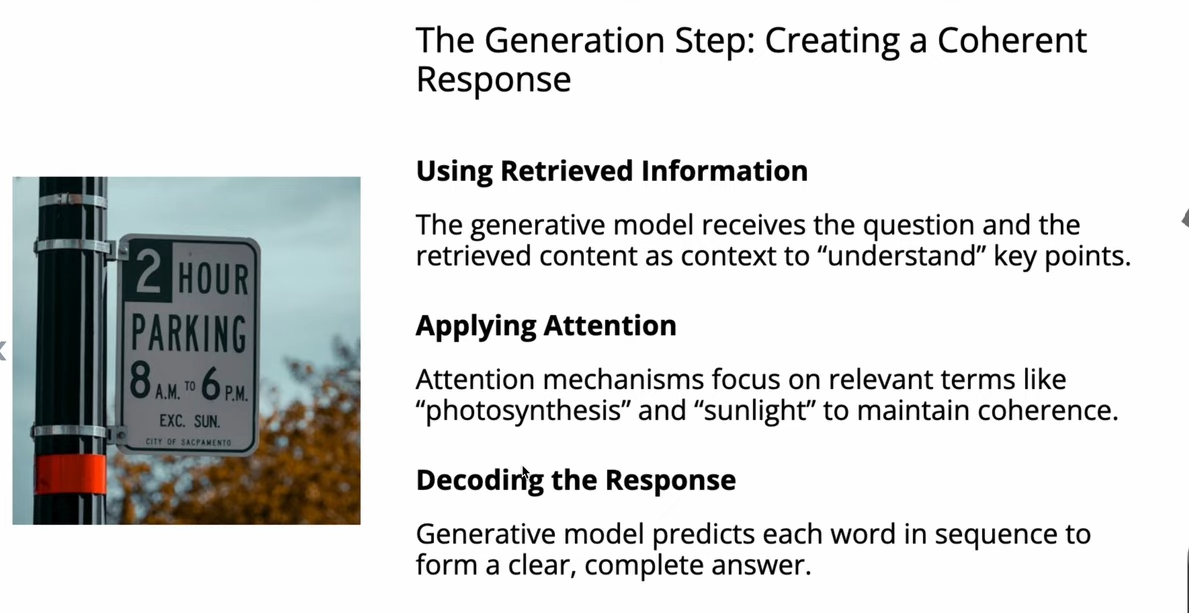 The Generation Step: Creating a Coherent
Response
Using Retrieved Information
The generative model receives the question and the
retrieved content as context to “understand” key points.
Applying Attention
Attention mechanisms focus on relevant terms like
“photosynthesis” and “sunlight” to maintain coherence.
Decoding the Response
Generative model predicts each word in sequence to
form a clear, complete answer.
2 HOUR
PARKING
8 A.M. TO 6 P.M.
EXC. SUN.
CITY OF SACRAMENTO